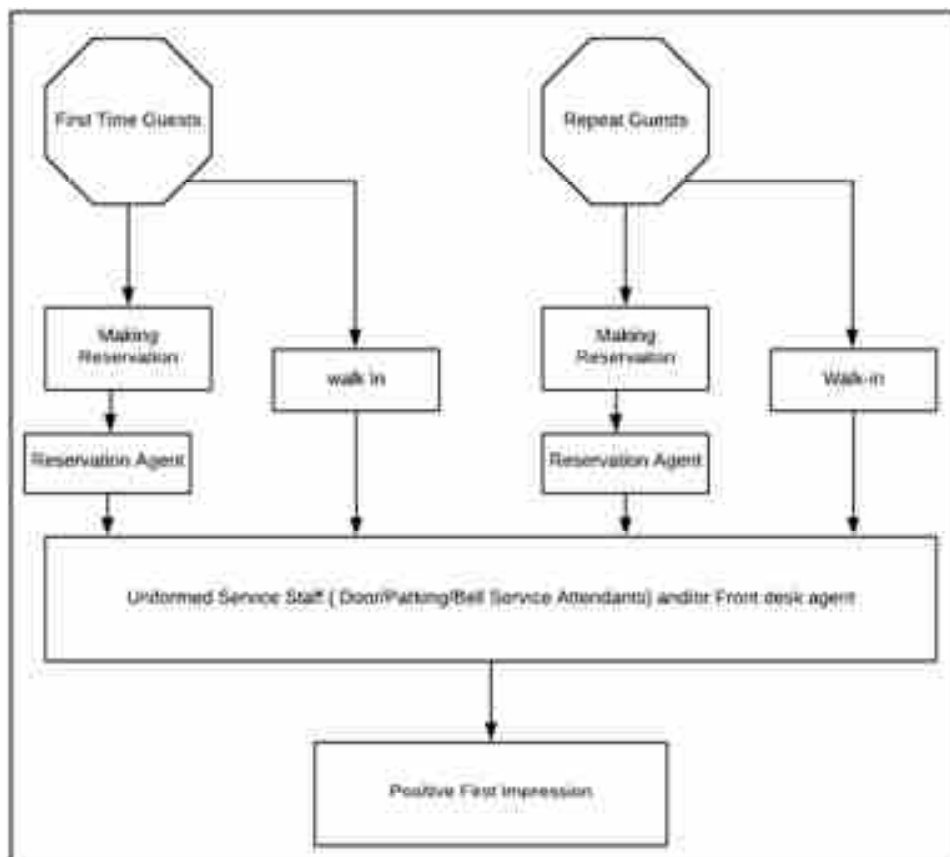 First Time Guests
Repeat Guests
Making
Reservation
walk in
Making
Reservation
Walk-in
Reservation Agent
Reservation Agent
Uniformed Service Staff ( Door/Parking/Bell Service Attendants) and/or Front desk agent
Positive First Impression